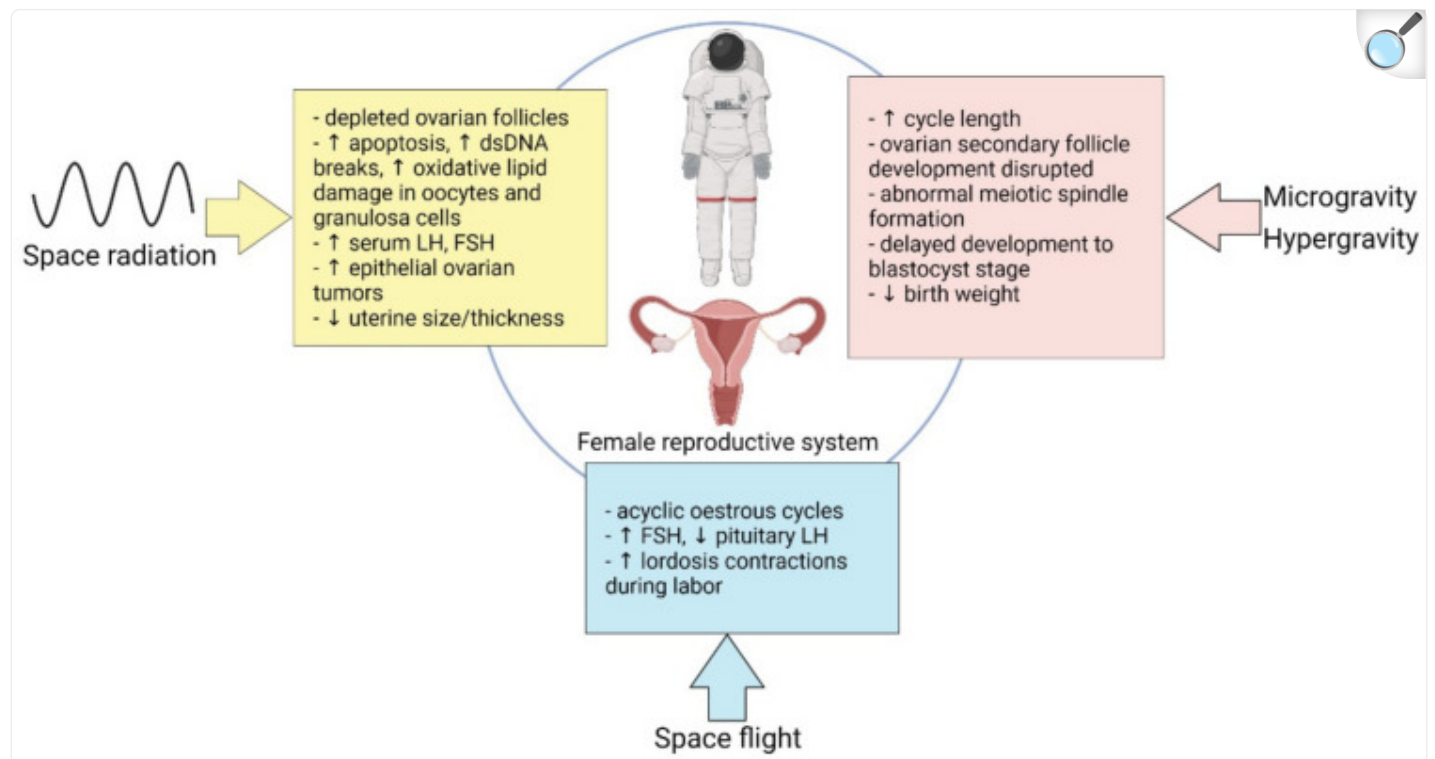 - depleted ovarian follicles
- ↑ apoptosis, ↑ dsDNA
breaks, ↑ oxidative lipid
damage in oocytes and
granulosa cells
- ↑ serum LH, FSH
- ↑ epithelial ovarian
tumors
- ↓ uterine size/thickness
Space radiation
- ↑ cycle length
- ovarian secondary follicle
development disrupted
- abnormal meiotic spindle
formation
- delayed development to
blastocyst stage
- ↓ birth weight
Microgravity
Hypergravity
Female reproductive system
- acyclic oestrous cycles
- ↑ FSH, ↓ pituitary LH
- ↑ lordosis contractions
during labor
Space flight